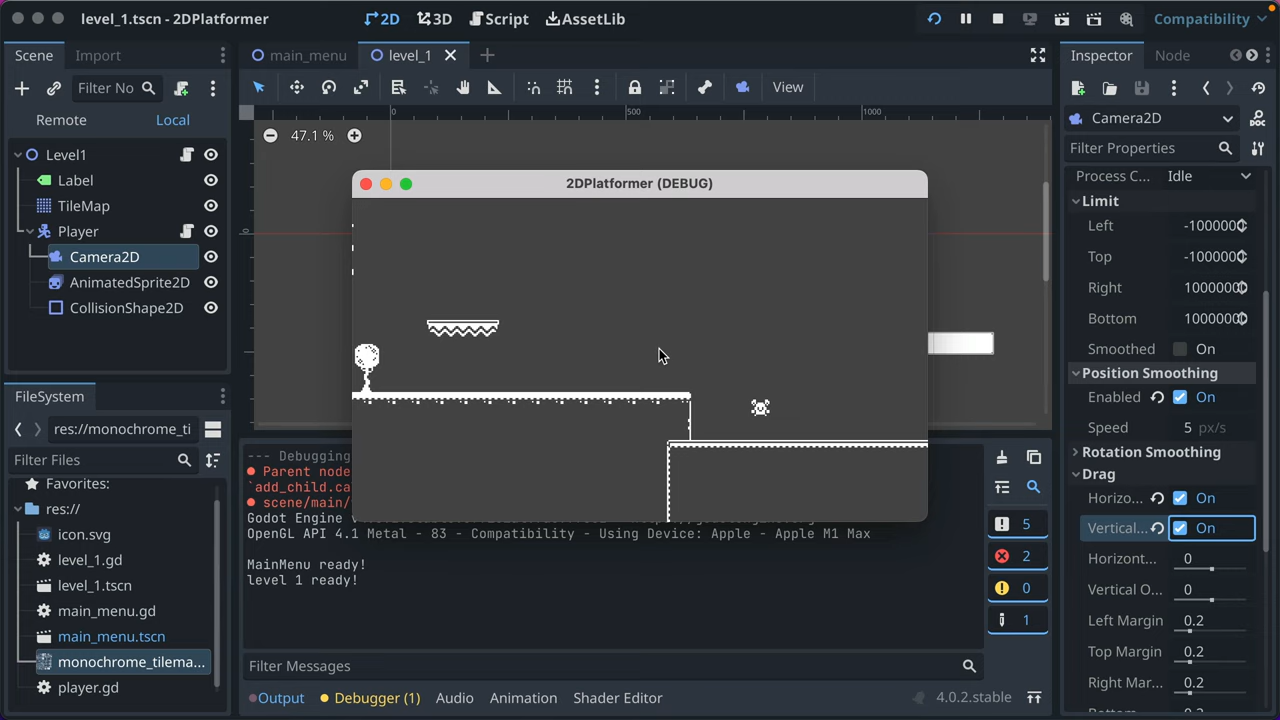 level_1.tscn - 2DPlatformer
2D
3D
Script
AssetLib
Compatibility
Scene
Import
main_menu
level_1
Inspector
Node
Filter No
View
Remote
Local
47.1 %
0
500
1000
0
Camera2D
DOC
Filter Properties
Level1
Label
TileMap
Player
Camera2D
AnimatedSprite2D
CollisionShape2D
2DPlatformer (DEBUG)
Process C...
Idle
Limit
Left
-1000000
Top
-1000000
Right
1000000
Bottom
1000000
Smoothed
On
Position Smoothing
Enabled
On
Speed
5 px/s
Rotation Smoothing
Drag
Horizo...
On
Vertical...
On
Horizont...
0
Vertical O...
0
Left Margin
0.2
Top Margin
0.2
Right Mar...
0.2
FileSystem
res://monochrome_ti
Filter Files
Favorites:
res://
icon.svg
level_1.gd
level_1.tscn
main_menu.gd
main_menu.tscn
monochrome_tilema...
player.gd
--- Debugging
Parent node
`add_child.ca
scene/main/
Godot Engine
OpenGL API 4.1 Metal - 83 - Compatibility - Using Device: Apple - Apple M1 Max
MainMenu ready!
level 1 ready!
5
2
0
1
Filter Messages
Output
Debugger (1)
Audio
Animation
Shader Editor
4.0.2.stable